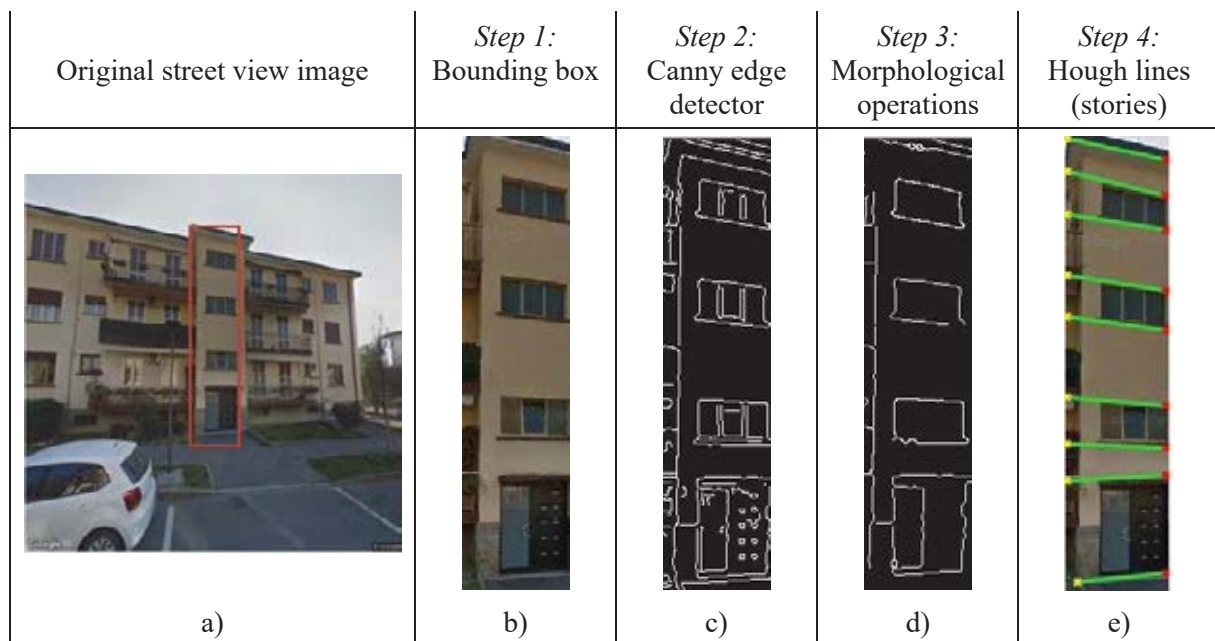 Original street view image
Step 1:
Bounding box
Step 2:
Canny edge
detector
Step 3:
Morphological
operations
Step 4:
Hough lines
(stories)
a)
b)
c)
d)
e)